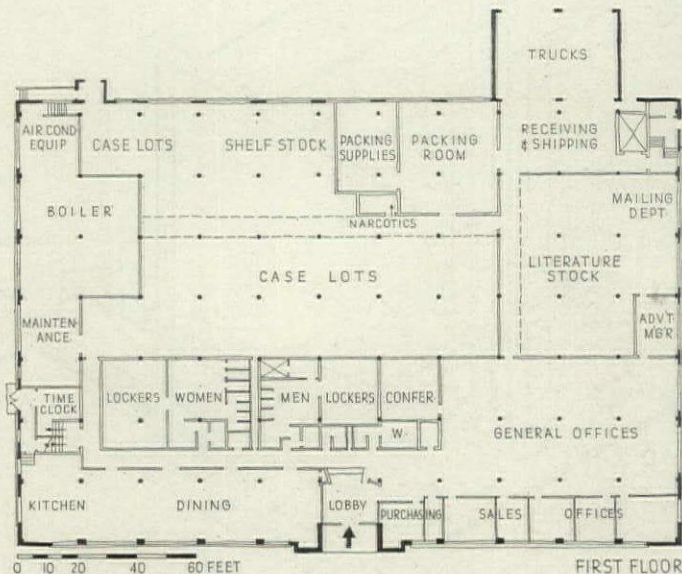 TRUCKS
AIR COND
EQUIP
CASE LOTS
SHELF STOCK
PACKING
SUPPLIES
PACKING
ROOM
RECEIVING
& SHIPPING
BOILER
NARCOTICS
MAILING
DEPT
CASE LOTS
LITERATURE
STOCK
MAINTEN-
ANCE
ADV'T
M'G'R
TIME
CLOCK
LOCKERS
WOMEN
MEN
LOCKERS
CONFER.
W.
GENERAL OFFICES
KITCHEN
DINING
LOBBY
PURCHASING
SALES
OFFICES
0 10 20 40 60 FEET
FIRST FLOOR